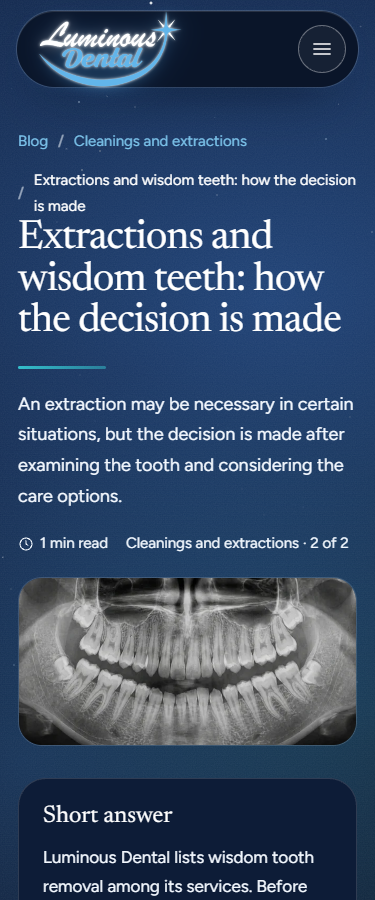 Luminous
Dental
Blog / Cleanings and extractions
/ Extractions and wisdom teeth: how the decision
is made
Extractions and
wisdom teeth: how
the decision is made
An extraction may be necessary in certain
situations, but the decision is made after
examining the tooth and considering the
care options.
1 min read Cleanings and extractions · 2 of 2
Short answer
Luminous Dental lists wisdom tooth
removal among its services. Before